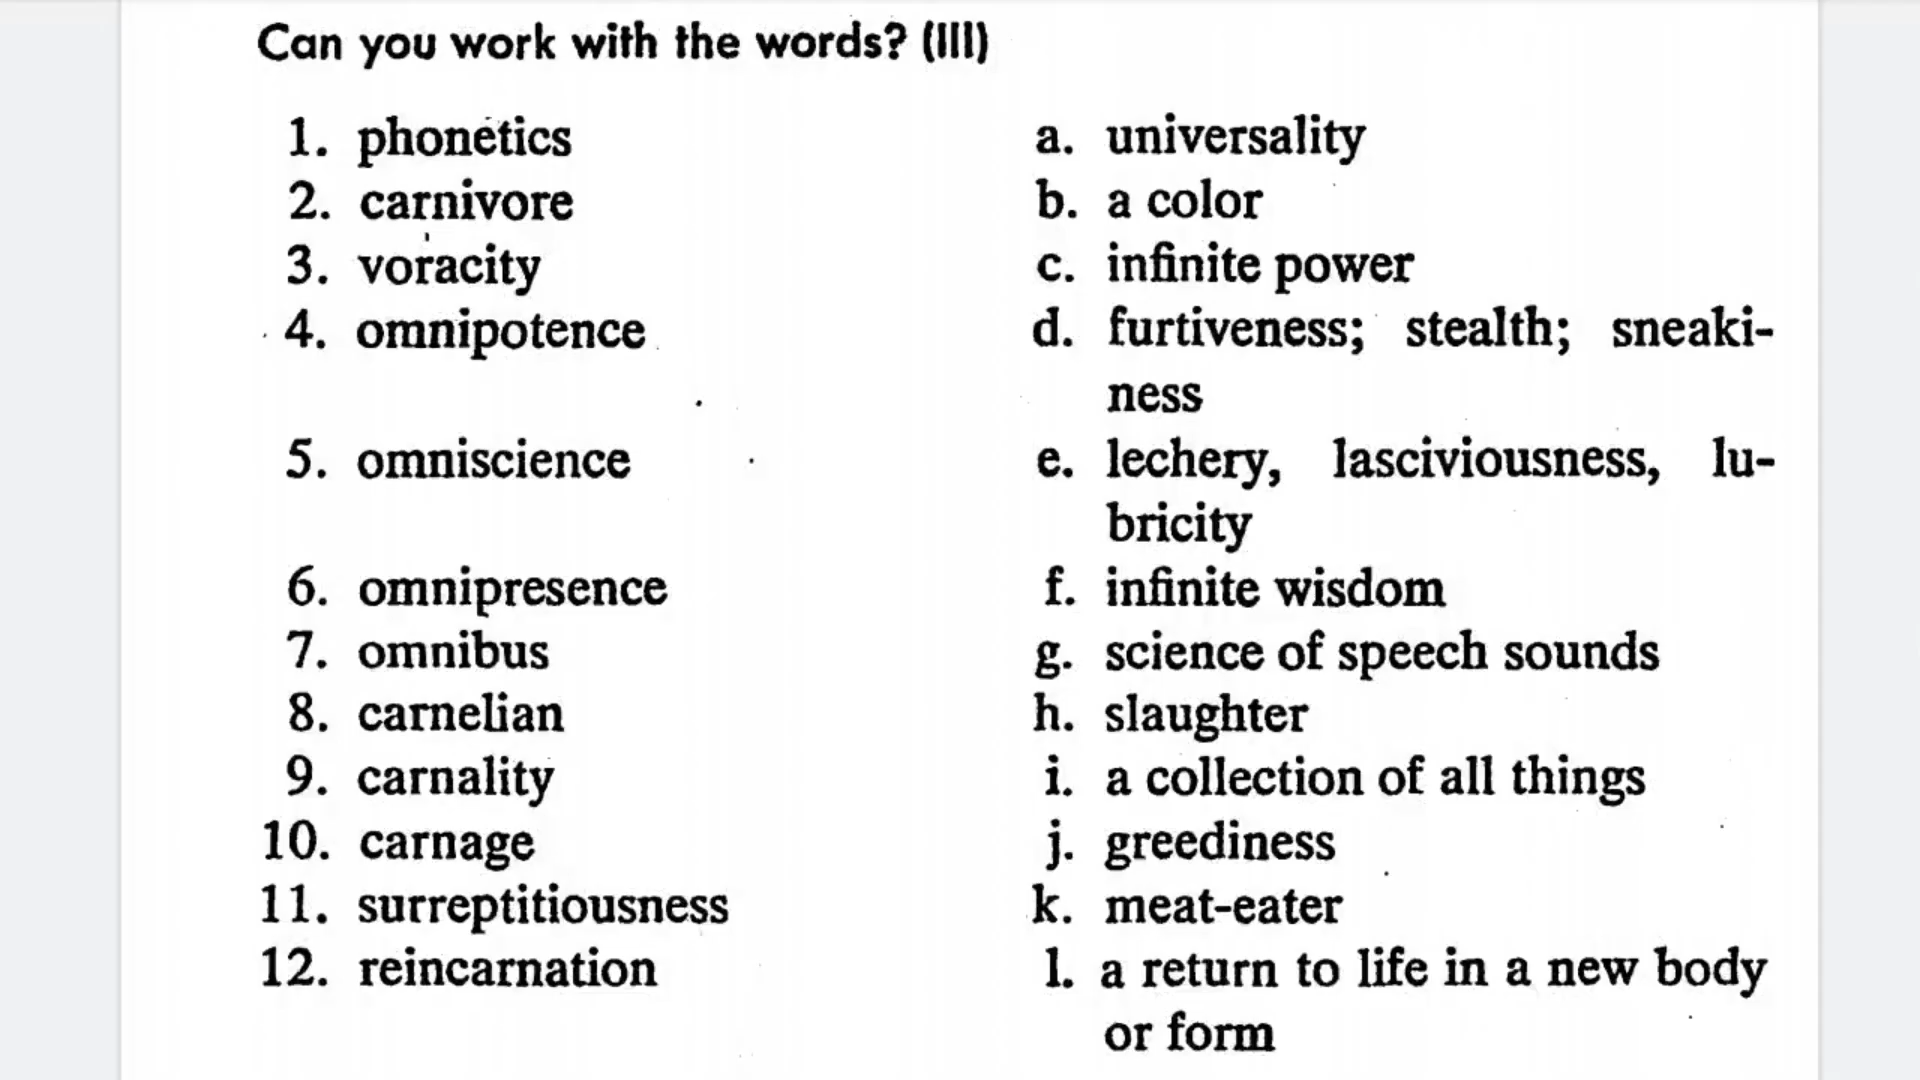 Can you work with the words? (III)
1. phonetics a. universality
2. carnivore b. a color
3. voracity c. infinite power
4. omnipotence d. furtiveness; stealth; sneaki-
ness
5. omniscience e. lechery, lasciviousness, lu-
bricity
6. omnipresence f. infinite wisdom
7. omnibus g. science of speech sounds
8. carnelian h. slaughter
9. carnality i. a collection of all things
10. carnage j. greediness
11. surreptitiousness k. meat-eater
12. reincarnation l. a return to life in a new body
or form